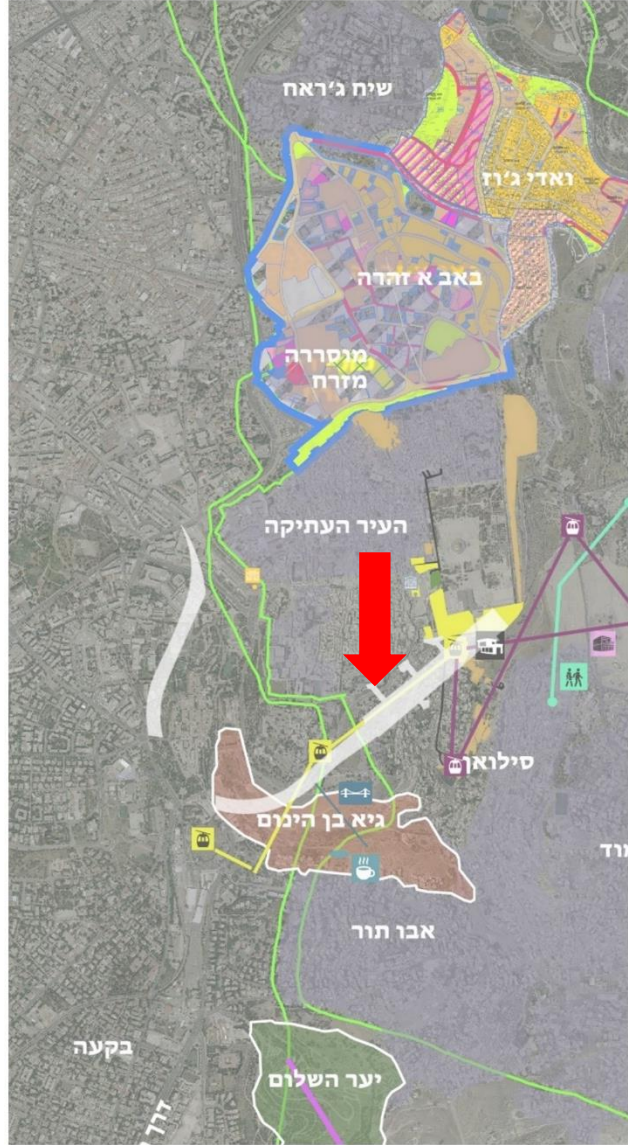 שיח ג׳ראח
ואדי ג׳וז
באב א זהרה
מוסררה
מזרח
העיר העתיקה
סילואן
גיא בן הינום
אבו תור
בקעה
יער השלום
דרך